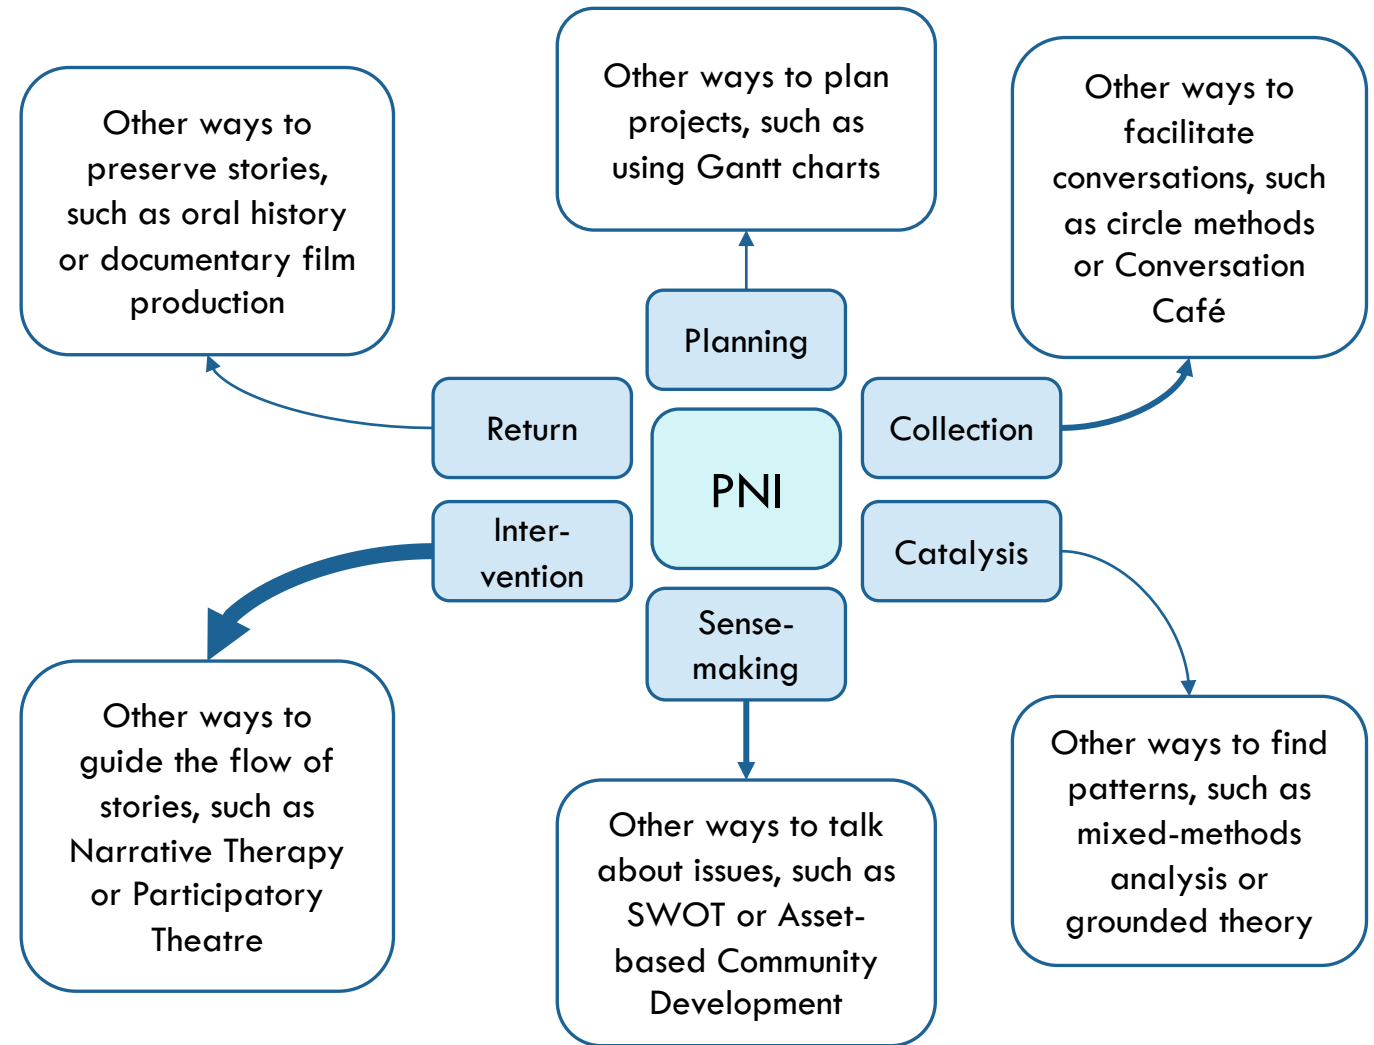 Other ways to plan
projects, such as
using Gantt charts
Other ways to
preserve stories,
such as oral history
or documentary film
production
Other ways to
facilitate
conversations, such
as circle methods
or Conversation
Café
Planning
Return
Collection
PNI
Inter-
vention
Catalysis
Sense-
making
Other ways to
guide the flow of
stories, such as
Narrative Therapy
or Participatory
Theatre
Other ways to talk
about issues, such as
SWOT or Asset-
based Community
Development
Other ways to find
patterns, such as
mixed-methods
analysis or
grounded theory